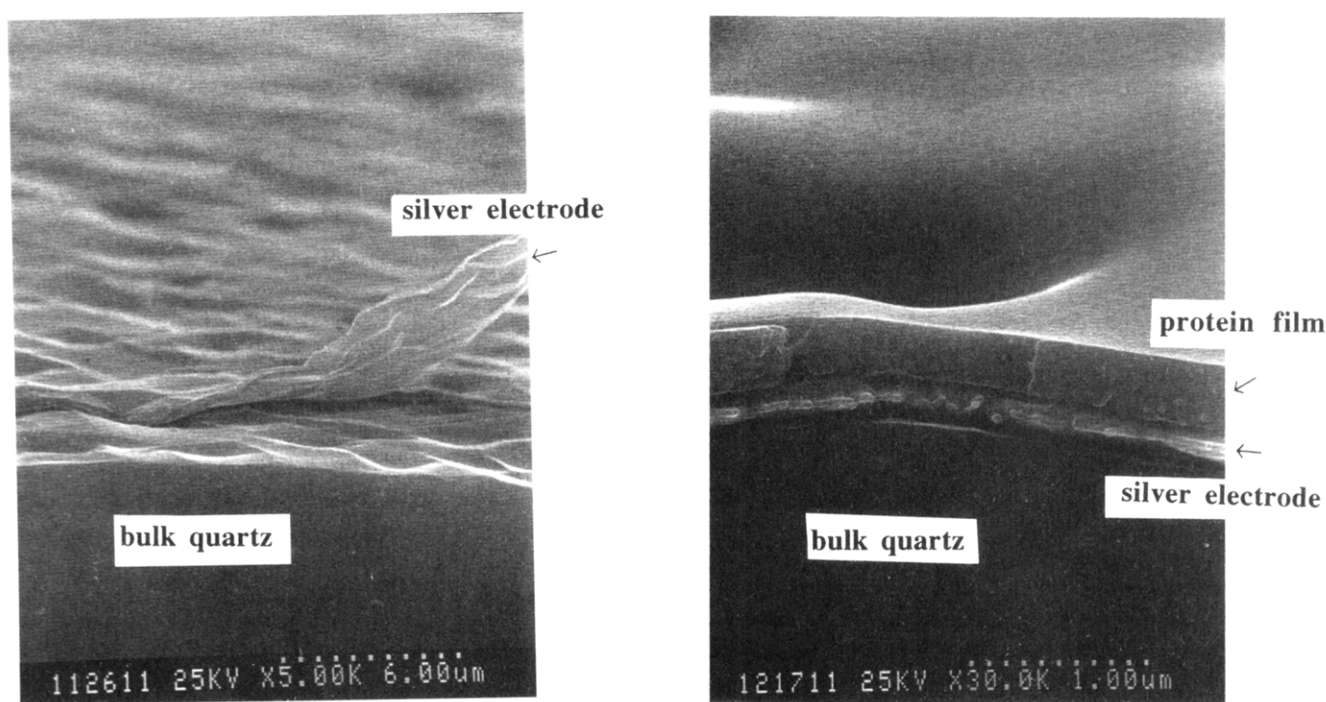 silver electrode
bulk quartz
112611 25KV X5.00K 6.00um
protein film
silver electrode
bulk quartz
121711 25KV X30.0K 1.00um